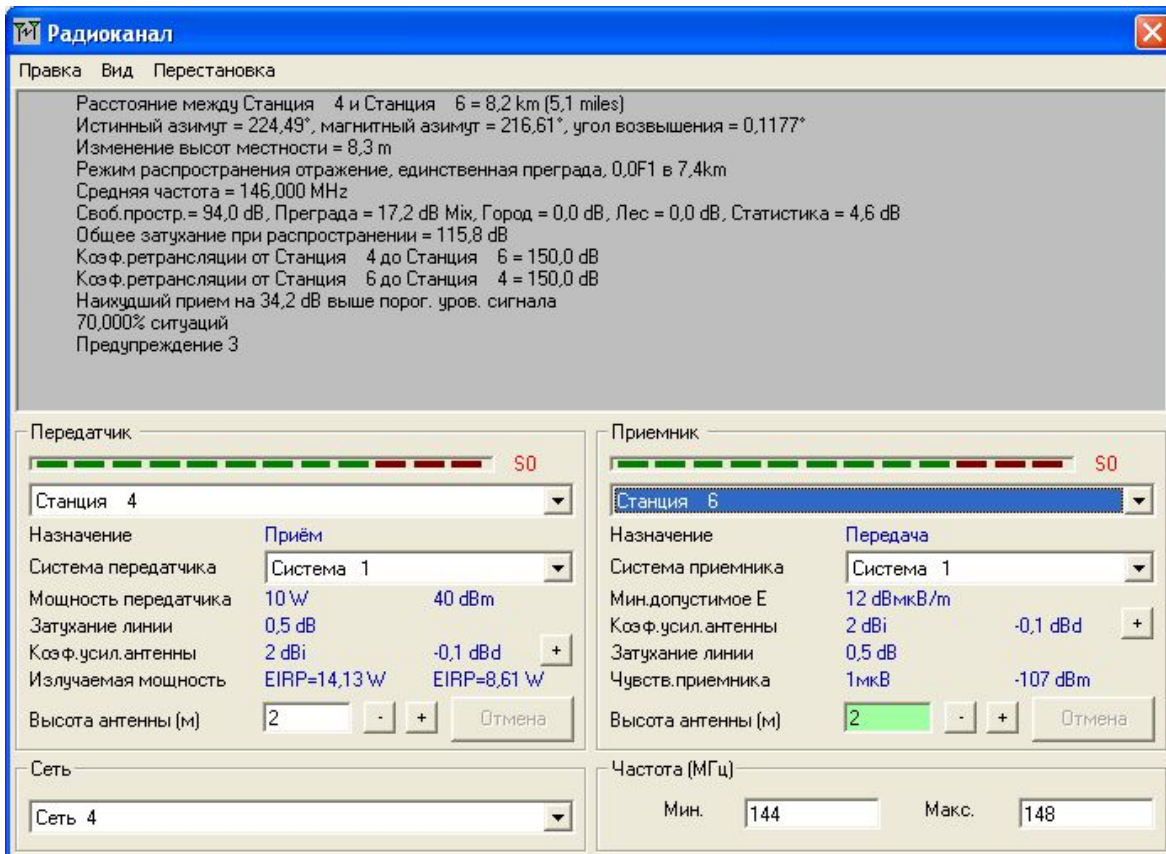 Радиоканал
Правка Вид Перестановка
Расстояние между Станция 4 и Станция 6 = 8,2 km (5,1 miles)
Истинный азимут = 224,49°, магнитный азимут = 216,61°, угол возвышения = 0,1177°
Изменение высот местности = 8,3 m
Режим распространения отражение, единственная преграда, 0,0F1 в 7,4km
Средняя частота = 146,000 MHz
Своб.простр.= 94,0 dB, Преграда = 17,2 dB Mix, Город = 0,0 dB, Лес = 0,0 dB, Статистика = 4,6 dB
Общее затухание при распространении = 115,8 dB
Коэф.ретрансляции от Станция 4 до Станция 6 = 150,0 dB
Коэф.ретрансляции от Станция 6 до Станция 4 = 150,0 dB
Наихудший прием на 34,2 dB выше порог. уров. сигнала
70,000% ситуаций
Предупреждение 3
Передатчик
S0
Станция 4
Назначение Приём
Система передатчика Система 1
Мощность передатчика 10 W 40 dBm
Затухание линии 0,5 dB
Коэф.усил.антенны 2 dBi -0,1 dBd +
Излучаемая мощность EIRP=14,13 W EIRP=8,61 W
Высота антенны (м) 2 - + Отмена
Приемник
S0
Станция 6
Назначение Передача
Система приемника Система 1
Мин.допустимое E 12 dBмкВ/m
Коэф.усил.антенны 2 dBi -0,1 dBd +
Затухание линии 0,5 dB
Чувств.приемника 1мкВ -107 dBm
Высота антенны (м) 2 - + Отмена
Сеть
Сеть 4
Частота (МГц)
Мин. 144 Макс. 148